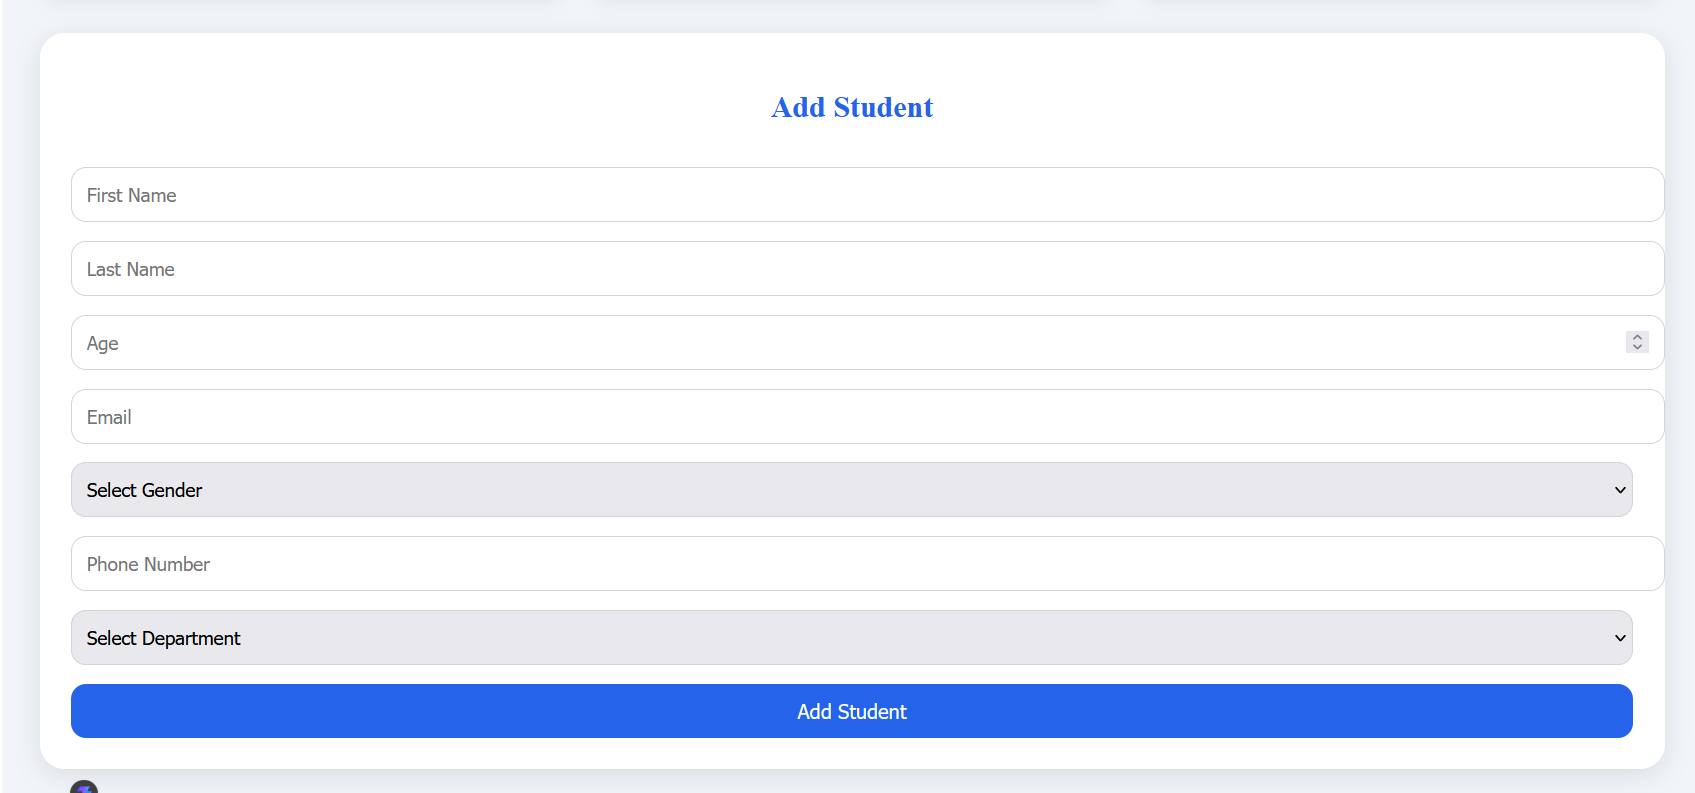 Add Student
First Name
Last Name
Age
Email
Select Gender
Phone Number
Select Department
Add Student